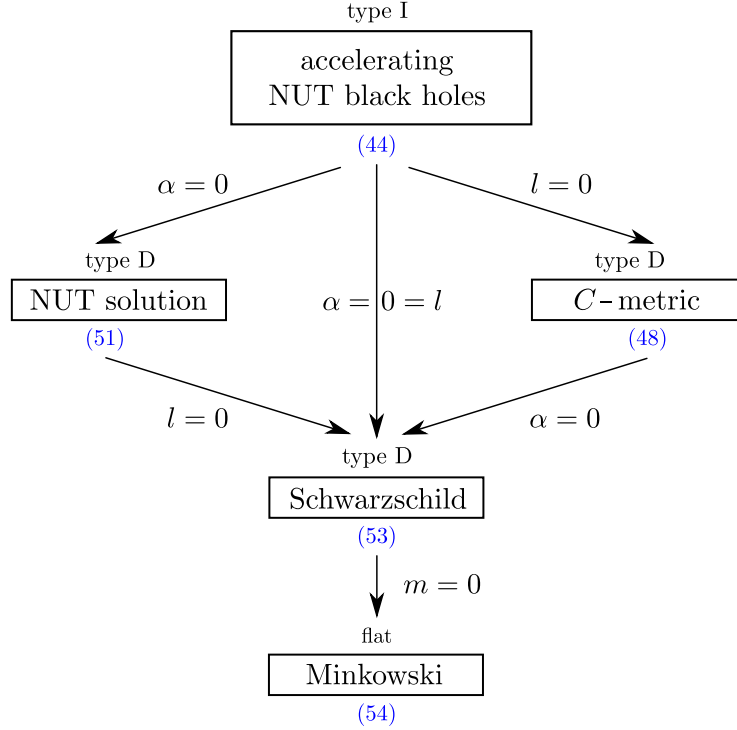 type I
accelerating
NUT black holes
(44)
α = 0
l = 0
type D
type D
NUT solution
α = 0 = l
C – metric
(51)
(48)
l = 0
α = 0
type D
Schwarzschild
(53)
m = 0
flat
Minkowski
(54)